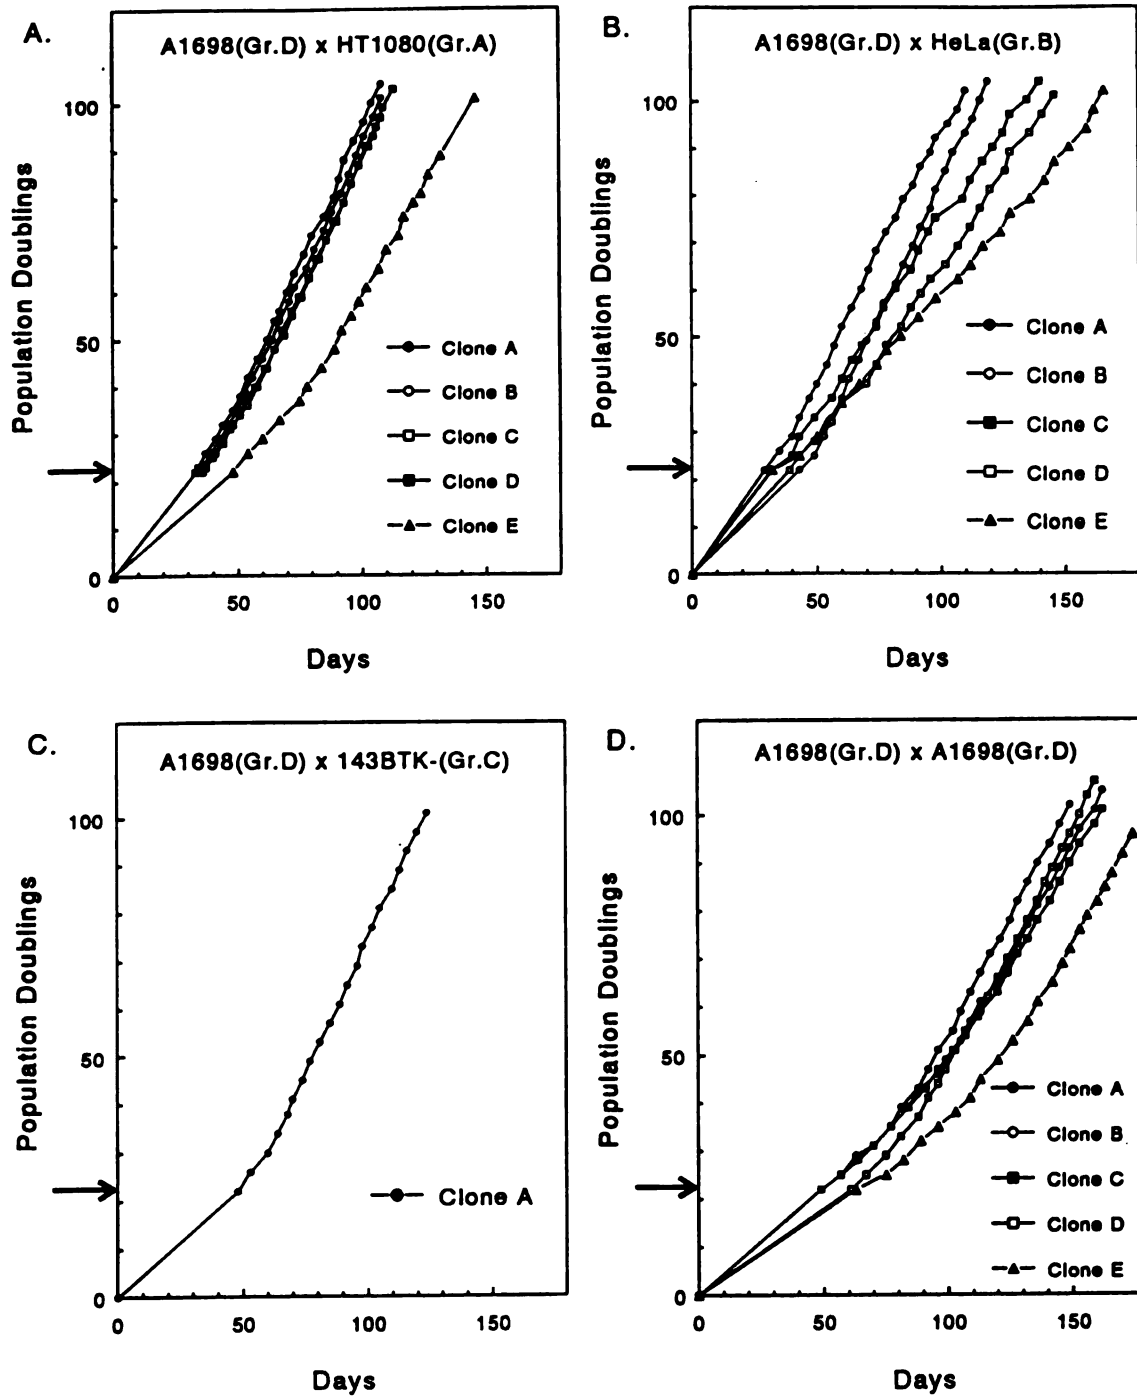 A.
A1698(Gr.D) x HT1080(Gr.A)
Population Doublings
100
50
0
Clone A
Clone B
Clone C
Clone D
Clone E
0 50 100 150
Days
B.
A1698(Gr.D) x HeLa(Gr.B)
Population Doublings
100
50
0
Clone A
Clone B
Clone C
Clone D
Clone E
0 50 100 150
Days
C.
A1698(Gr.D) x 143BTK-(Gr.C)
Population Doublings
100
50
0
Clone A
0 50 100 150
Days
D.
A1698(Gr.D) x A1698(Gr.D)
Population Doublings
100
50
0
Clone A
Clone B
Clone C
Clone D
Clone E
0 50 100 150
Days